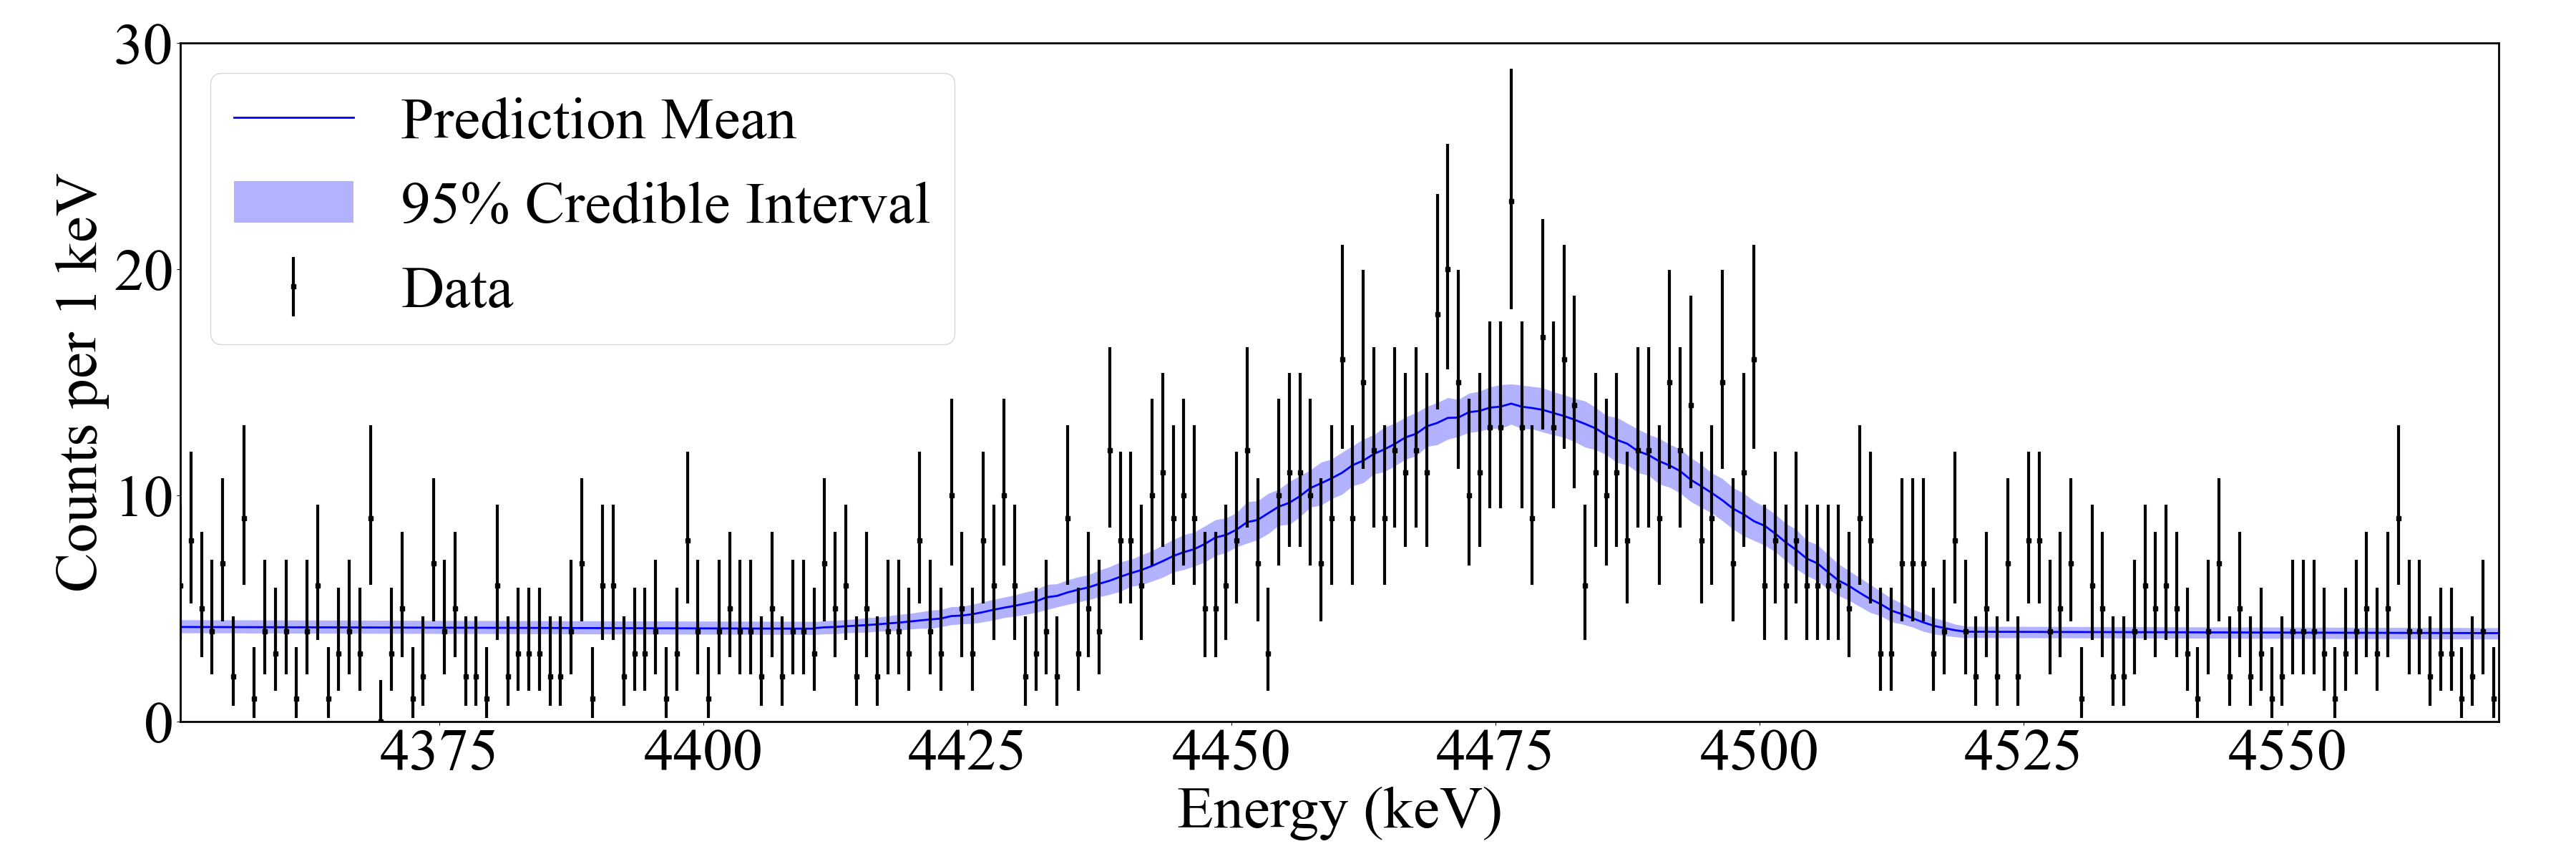 30
20
10
0
Counts per 1 keV
Prediction Mean
95% Credible Interval
Data
4375 4400 4425 4450 4475 4500 4525 4550
Energy (keV)